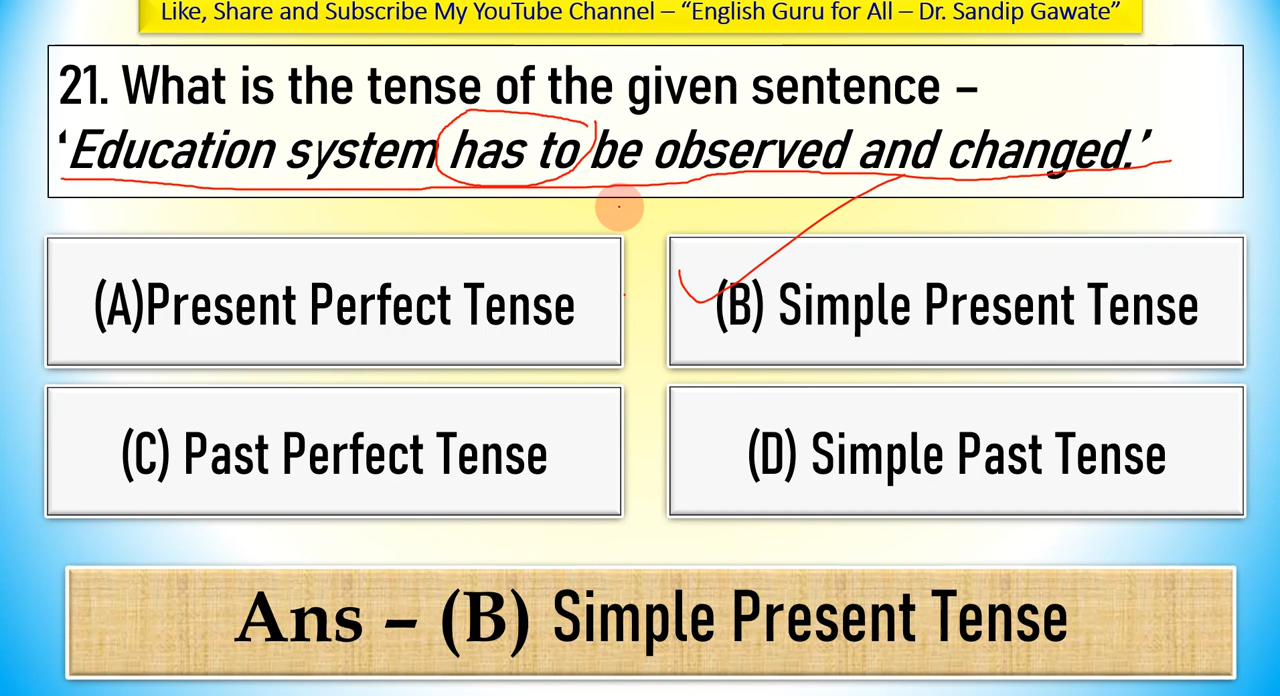 Like, Share and Subscribe My YouTube Channel – “English Guru for All – Dr. Sandip Gawate”
21. What is the tense of the given sentence –
‘Education system has to be observed and changed.’
(A)Present Perfect Tense
(B) Simple Present Tense
(C) Past Perfect Tense
(D) Simple Past Tense
Ans – (B) Simple Present Tense